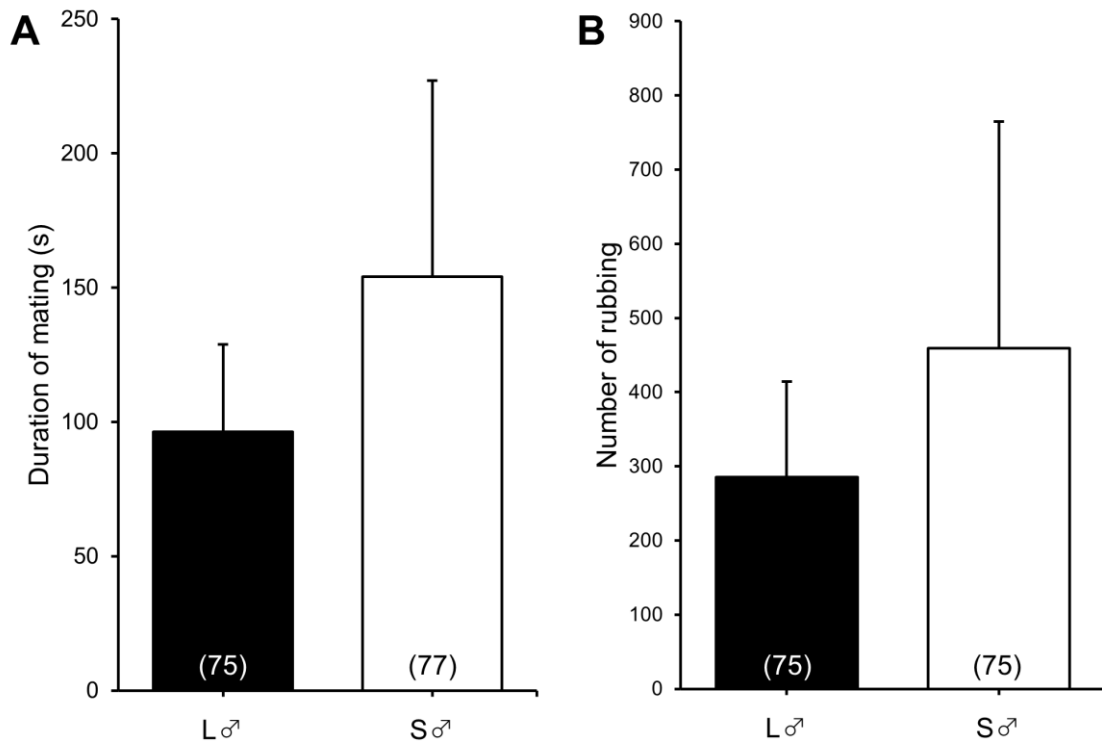 A
Duration of mating (s)
250
200
150
100
50
0
(75)
(77)
L♂
S♂
B
Number of rubbing
900
800
700
600
500
400
300
200
100
0
(75)
(75)
L♂
S♂